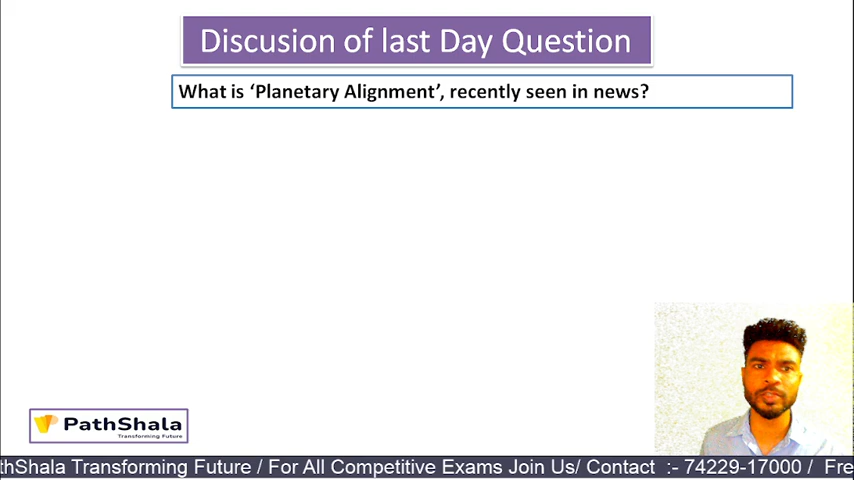 Discusion of last Day Question
What is ‘Planetary Alignment’, recently seen in news?
PathShala
Transforming Future
thShala Transforming Future / For All Competitive Exams Join Us/ Contact :- 74229-17000 / Fre